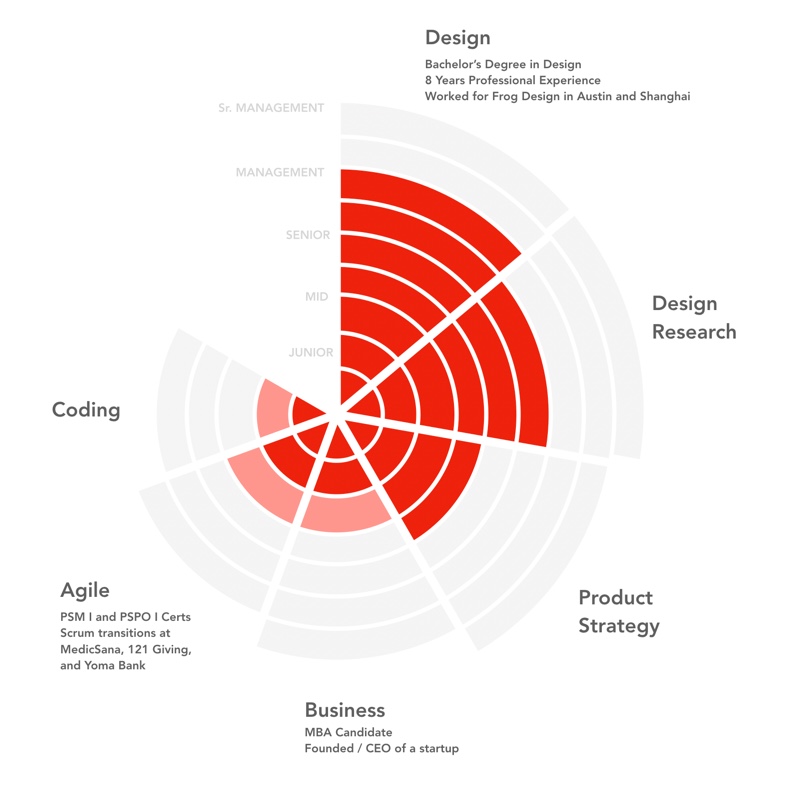 Design
Bachelor's Degree in Design
8 Years Professional Experience
Worked for Frog Design in Austin and Shanghai
Sr. MANAGEMENT
MANAGEMENT
SENIOR
MID
JUNIOR
Design
Research
Coding
Agile
PSM I and PSPO I Certs
Scrum transitions at
MedicSana, 121 Giving,
and Yoma Bank
Product
Strategy
Business
MBA Candidate
Founded / CEO of a startup